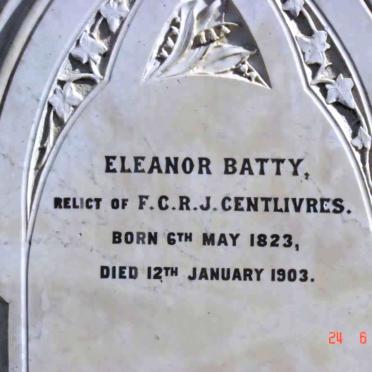 ELEANOR BATTY,
RELICT OF F.C.R.J. CENTLIVRES.
BORN 6TH MAY 1823,
DIED 12TH JANUARY 1903.
24 6